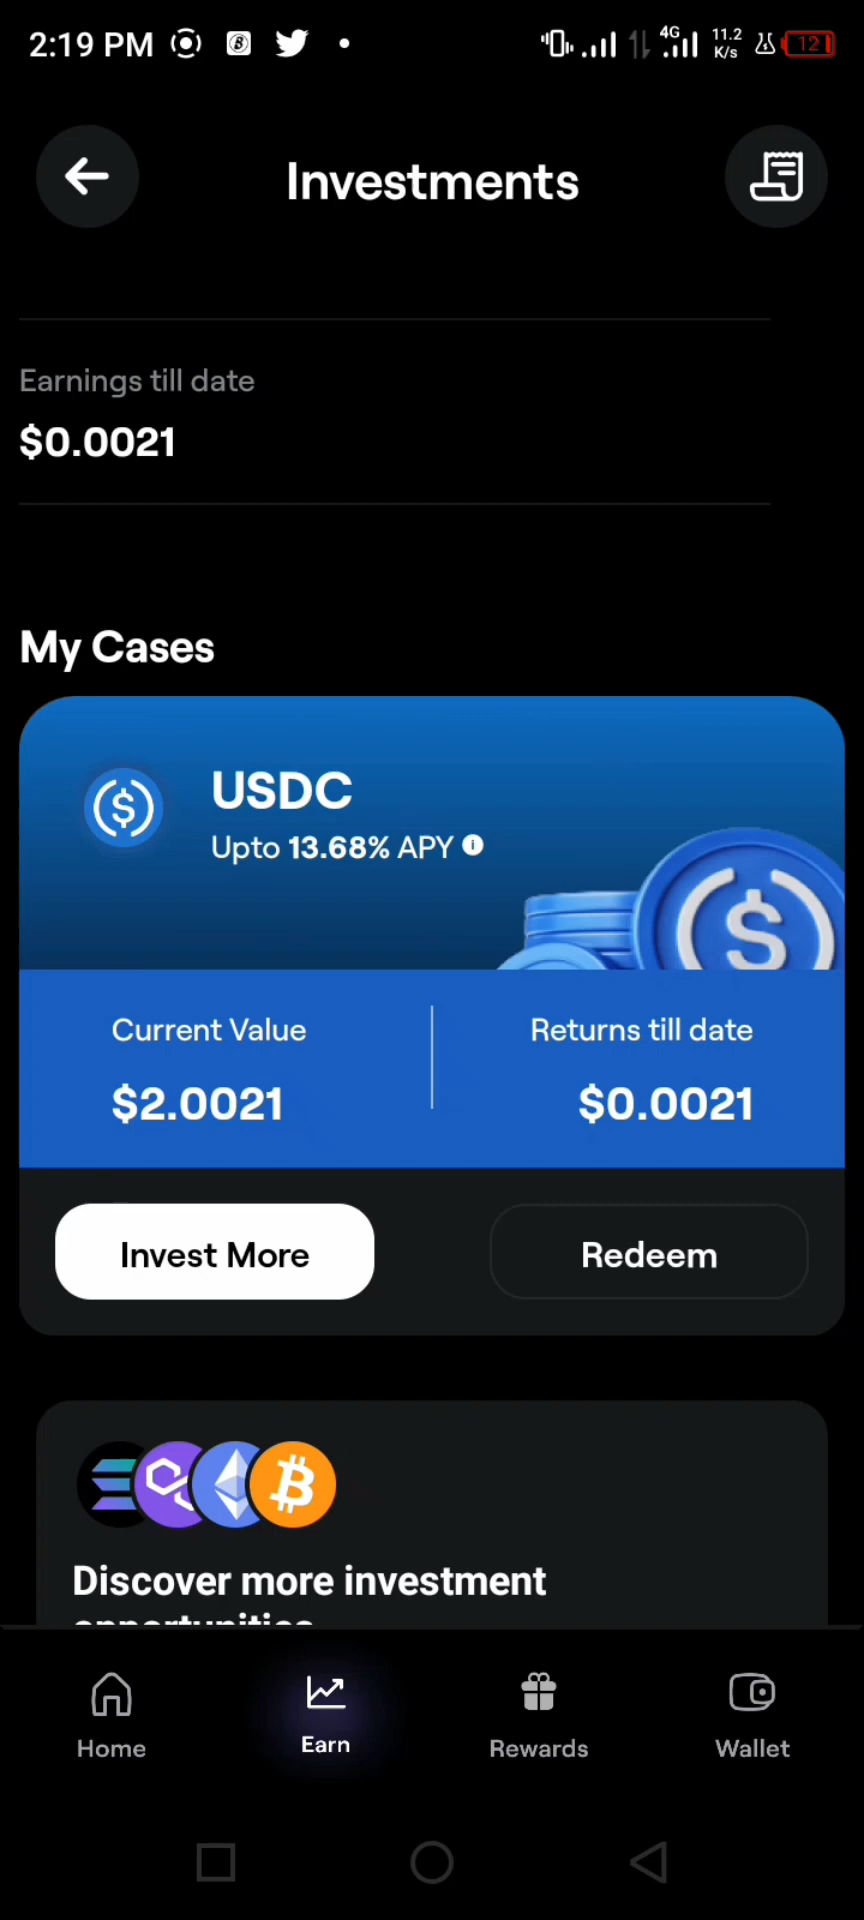 2:19 PM
4G 11.2 K/s 12
Investments
Earnings till date
$0.0021
My Cases
USDC
Upto 13.68% APY
Current Value Returns till date
$2.0021 $0.0021
Invest More Redeem
Discover more investment
opportunities
Home Earn Rewards Wallet